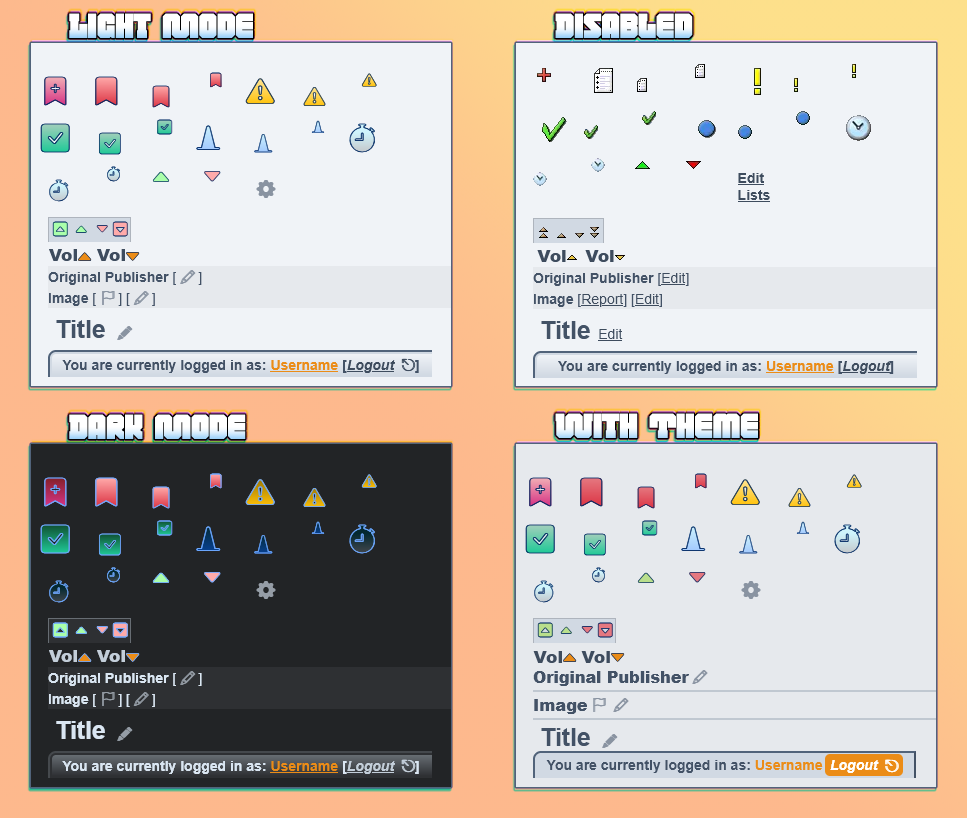 LIGHT MODE
Vol Vol
Original Publisher [ ]
Image [ ] [ ]
Title
You are currently logged in as: Username [Logout ]
DISABLED
Edit
Lists
Vol Vol
Original Publisher [Edit]
Image [Report] [Edit]
Title Edit
You are currently logged in as: Username [Logout]
DARK MODE
Vol Vol
Original Publisher [ ]
Image [ ] [ ]
Title
You are currently logged in as: Username [Logout ]
WITH THEME
Vol Vol
Original Publisher
Image
Title
You are currently logged in as: Username Logout